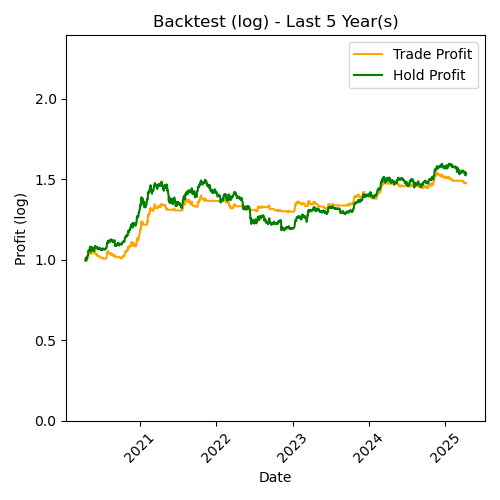 Backtest (log) - Last 5 Year(s)
Trade Profit
Hold Profit
Profit (log)
2.0
1.5
1.0
0.5
0.0
2021
2022
2023
2024
2025
Date